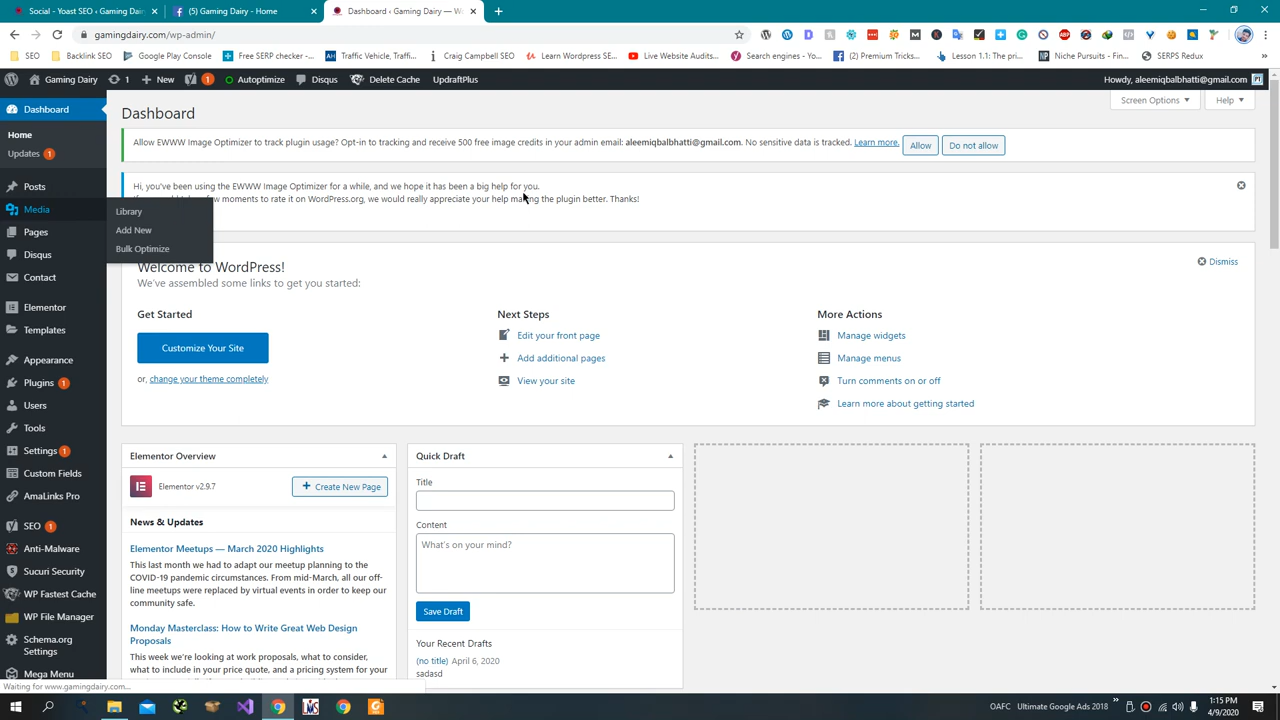 Social - Yoast SEO ‹ Gaming Da
(5) Gaming Dairy - Home
Dashboard ‹ Gaming Dairy — W
gamingdairy.com/wp-admin/
SEO
Backlink SEO
Google Play Console
Free SERP checker -...
Traffic Vehicle, Traffi...
Craig Campbell SEO
Learn Wordpress SE...
Live Website Audits...
Search engines - Yo...
(2) Premium Tricks...
Lesson 1.1: The pri...
Niche Pursuits - Fin...
SERPS Redux
Gaming Dairy
1
New
1
Autoptimize
Disqus
Delete Cache
UpdraftPlus
Howdy, aleemiqbalbhatti@gmail.com
Dashboard
Home
Updates 1
Posts
Media
Pages
Disqus
Contact
Elementor
Templates
Appearance
Plugins 1
Users
Tools
Settings 1
Custom Fields
AmaLinks Pro
SEO 1
Anti-Malware
Sucuri Security
WP Fastest Cache
WP File Manager
Schema.org
Settings
Mega Menu
Library
Add New
Bulk Optimize
Dashboard
Screen Options
Help
Allow EWWW Image Optimizer to track plugin usage? Opt-in to tracking and receive 500 free image credits in your admin email: aleemiqbalbhatti@gmail.com. No sensitive data is tracked. Learn more.
Allow
Do not allow
Hi, you've been using the EWWW Image Optimizer for a while, and we hope it has been a big help for you.
few moments to rate it on WordPress.org, we would really appreciate your help making the plugin better. Thanks!
Welcome to WordPress!
Dismiss
We've assembled some links to get you started:
Get Started
Customize Your Site
or, change your theme completely
Next Steps
Edit your front page
Add additional pages
View your site
More Actions
Manage widgets
Manage menus
Turn comments on or off
Learn more about getting started
Elementor Overview
Elementor v2.9.7
Create New Page
News & Updates
Elementor Meetups — March 2020 Highlights
This last month we had to adapt our meetup planning to the
COVID-19 pandemic circumstances. From mid-March, all our off-
line meetups were replaced by virtual events in order to keep our
community safe.
Monday Masterclass: How to Write Great Web Design
Proposals
This week we're looking at work proposals, what to consider,
what to include in your price quote, and a pricing system for your
Quick Draft
Title
Content
What's on your mind?
Save Draft
Your Recent Drafts
(no title) April 6, 2020
sadasd
Waiting for www.gamingdairy.com...
OAFC
Ultimate Google Ads 2018
1:15 PM
4/9/2020